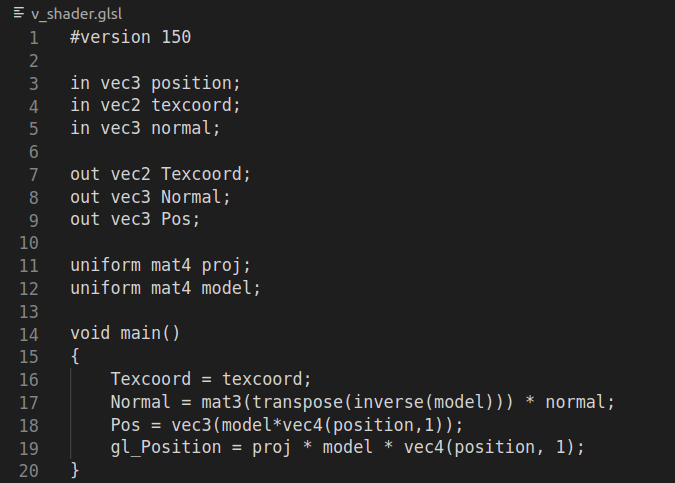 v_shader.glsl
1 #version 150
2
3 in vec3 position;
4 in vec2 texcoord;
5 in vec3 normal;
6
7 out vec2 Texcoord;
8 out vec3 Normal;
9 out vec3 Pos;
10
11 uniform mat4 proj;
12 uniform mat4 model;
13
14 void main()
15 {
16     Texcoord = texcoord;
17     Normal = mat3(transpose(inverse(model))) * normal;
18     Pos = vec3(model*vec4(position,1));
19     gl_Position = proj * model * vec4(position, 1);
20 }